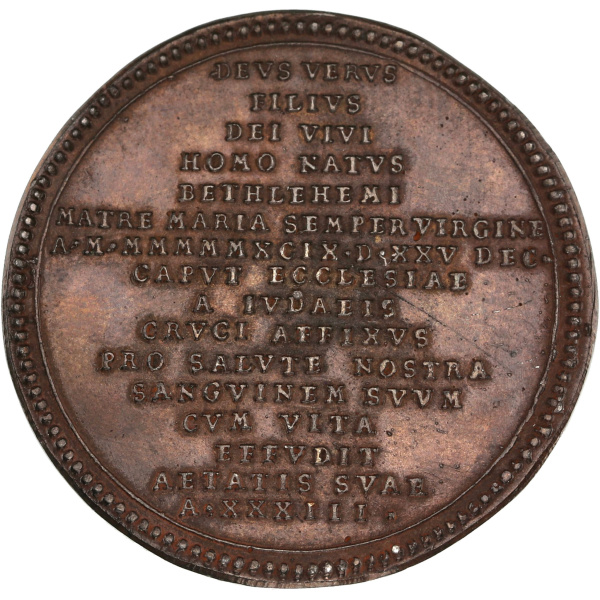 DEVS VERVS
FILIVS
DEI VIVI
HOMO NATVS
BETHLEHEMI
MATRE MARIA SEMPER VIRGINE
A·M·MMMMMXCIX·D·XXV DEC·
CAPVT ECCLESIAE
A IVDAEIS
CRVCI AFFIXVS
PRO SALVTE NOSTRA
SANGVINEM SVVM
CVM VITA
EFFVDIT
AETATIS SVAE
A·XXXIII·